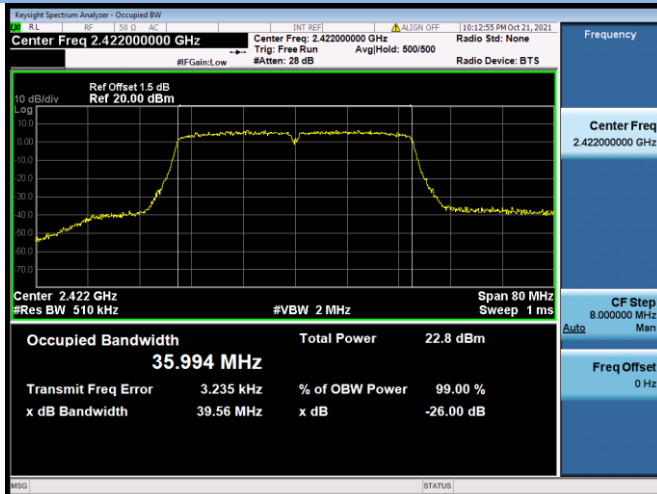 Keysight Spectrum Analyzer - Occupied BW
RL RF 50 Ω AC INT REF ALIGN OFF 10:12:55 PM Oct 21, 2021
Center Freq 2.422000000 GHz Center Freq: 2.422000000 GHz Radio Std: None Frequency
Trig: Free Run Avg|Hold: 500/500
#IFGain:Low #Atten: 28 dB Radio Device: BTS
Ref Offset 1.5 dB
10 dB/div Ref 20.00 dBm
Log
10.0
0.00
-10.0
-20.0
-30.0
-40.0
-50.0
-60.0
-70.0
Center Freq
2.422000000 GHz
Center 2.422 GHz Span 80 MHz
#Res BW 510 kHz #VBW 2 MHz Sweep 1 ms
CF Step
8.000000 MHz
Auto Man
Occupied Bandwidth Total Power 22.8 dBm
35.994 MHz
Transmit Freq Error 3.235 kHz % of OBW Power 99.00 %
x dB Bandwidth 39.56 MHz x dB -26.00 dB
Freq Offset
0 Hz
MSG STATUS